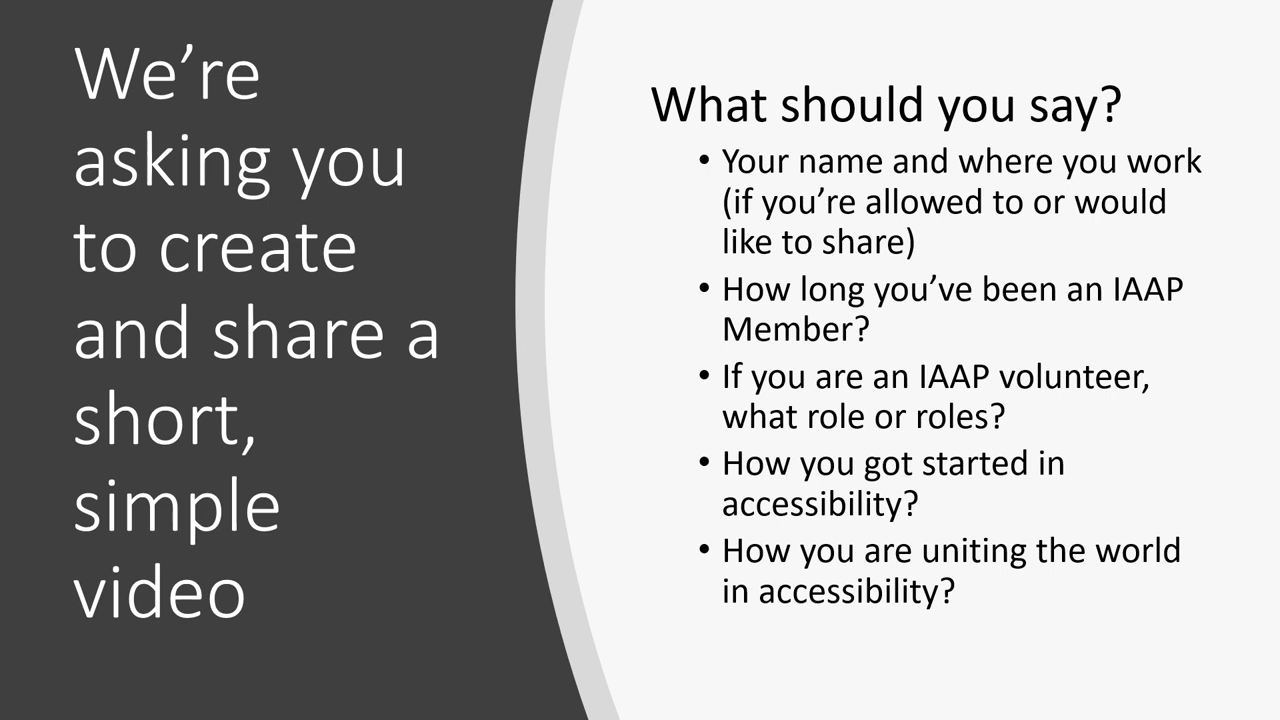 We’re
asking you
to create
and share a
short,
simple
video
What should you say?
• Your name and where you work
(if you’re allowed to or would
like to share)
• How long you’ve been an IAAP
Member?
• If you are an IAAP volunteer,
what role or roles?
• How you got started in
accessibility?
• How you are uniting the world
in accessibility?